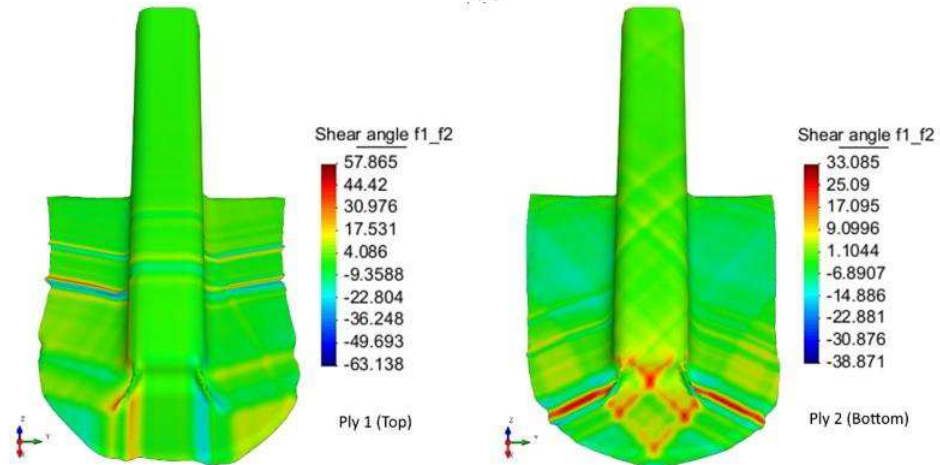 Shear angle f1_f2
57.865
44.42
30.976
17.531
4.086
-9.3588
-22.804
-36.248
-49.693
-63.138
Z
Y
Ply 1 (Top)
Shear angle f1_f2
33.085
25.09
17.095
9.0996
1.1044
-6.8907
-14.886
-22.881
-30.876
-38.871
Z
Y
Ply 2 (Bottom)